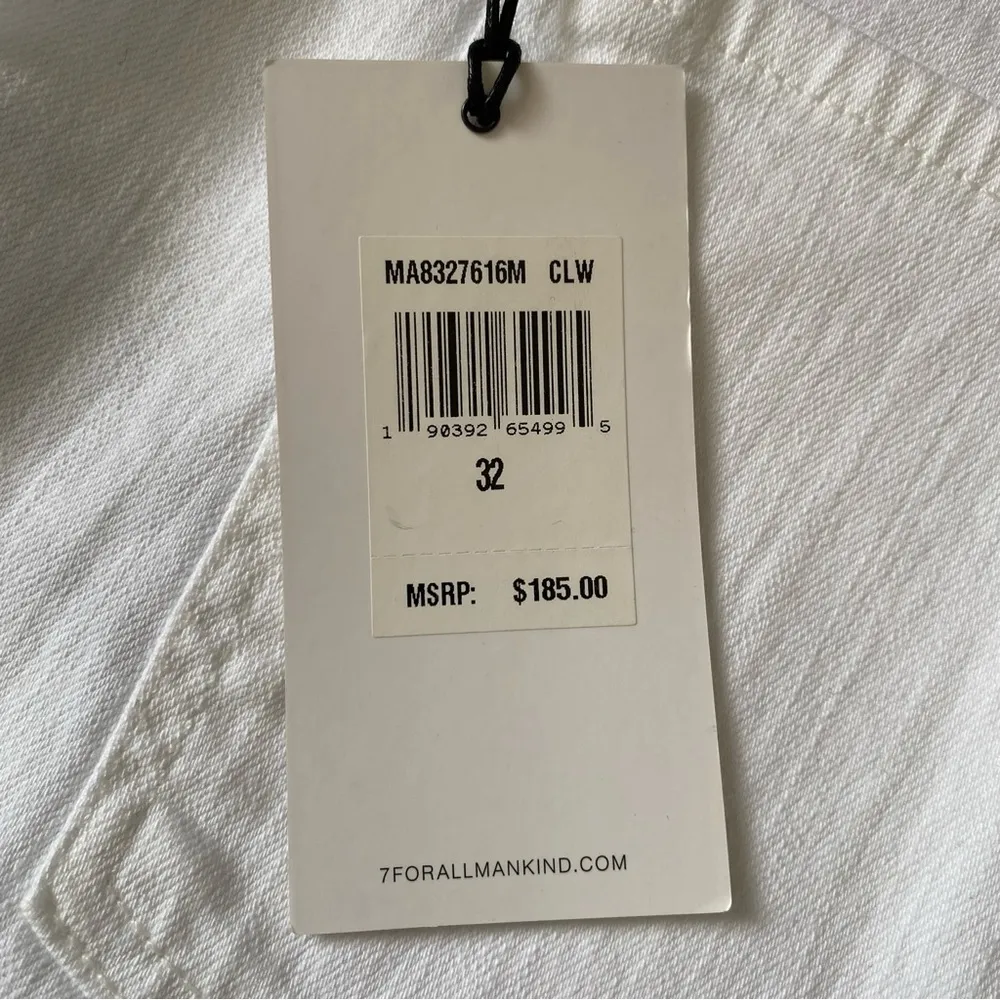 MA8327616M CLW
1 90392 65499 5
32
MSRP: $185.00
7FORALLMANKIND.COM